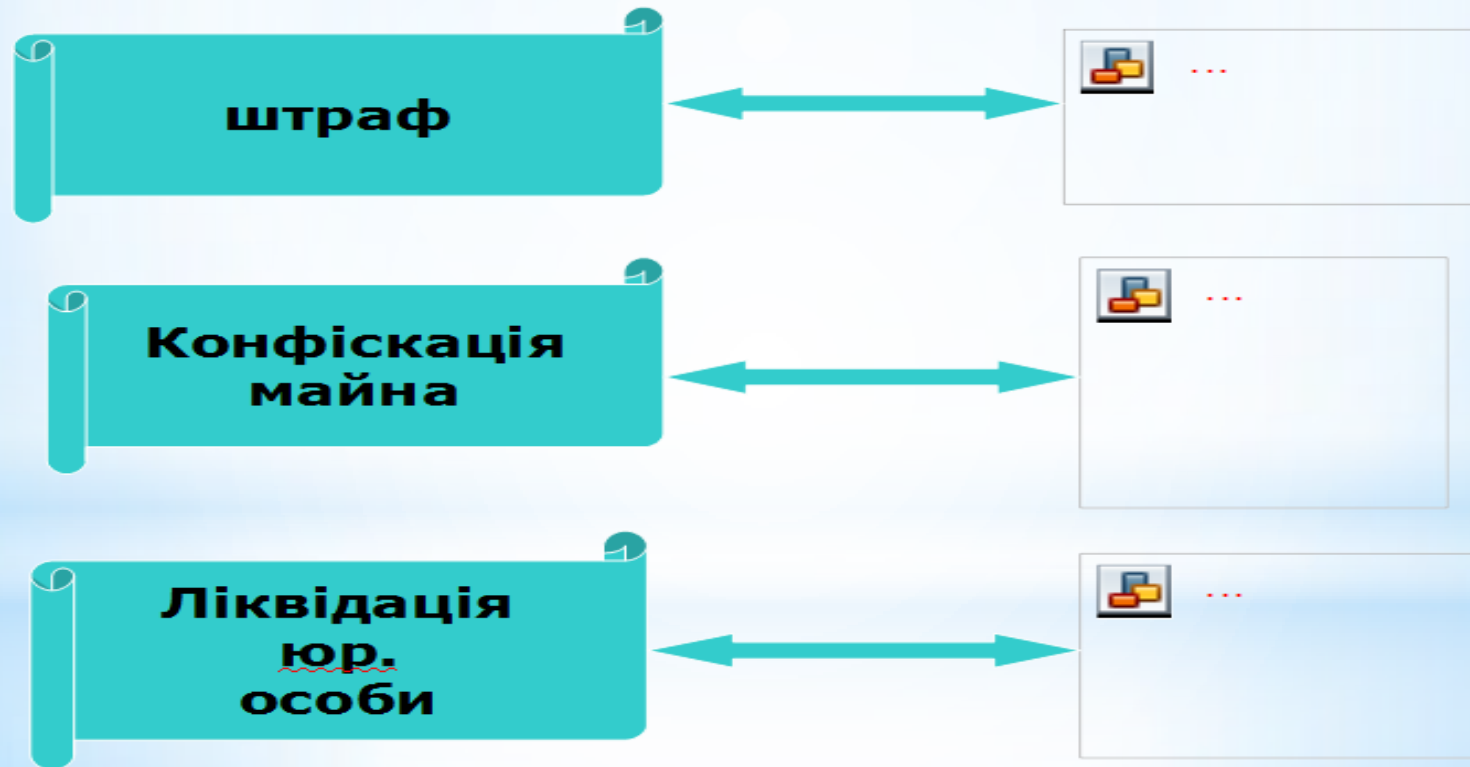 штраф
...
Конфіскація
майна
...
Ліквідація
юр.
особи
...